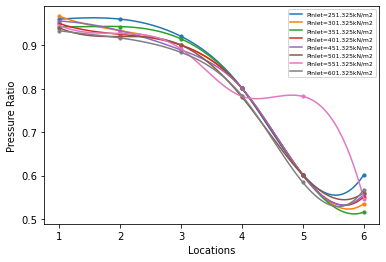 Pinlet=251.325kN/m2
Pinlet=301.325kN/m2
Pinlet=351.325kN/m2
Pinlet=401.325kN/m2
Pinlet=451.325kN/m2
Pinlet=501.325kN/m2
Pinlet=551.325kN/m2
Pinlet=601.325kN/m2
Pressure Ratio
0.9
0.8
0.7
0.6
0.5
1 2 3 4 5 6
Locations